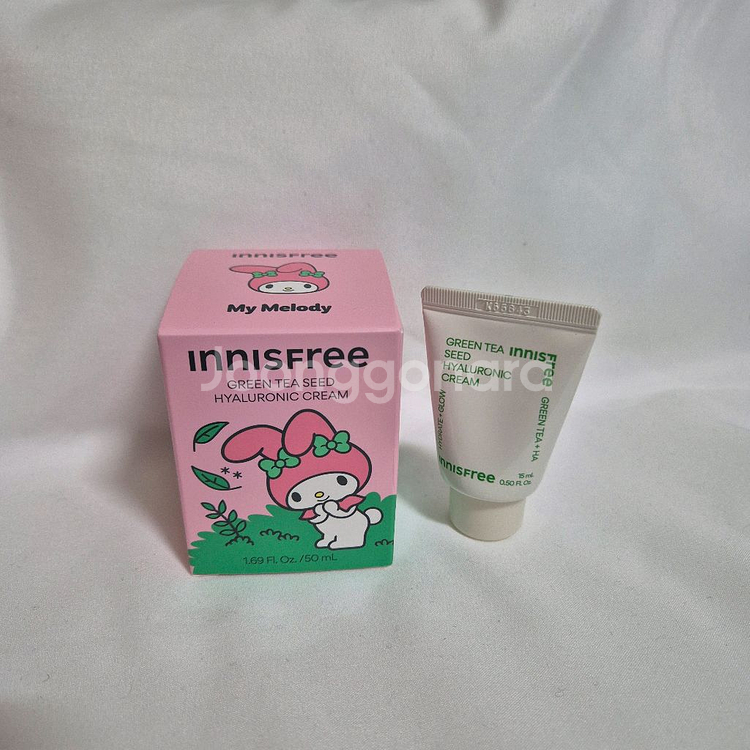 INNISFree
My Melody
INNISFree
GREEN TEA SEED
HYALURONIC CREAM
1.69 Fl. Oz. / 50 mL
Joonggonara
GREEN TEA
SEED
HYALURONIC
CREAM
INNISFree
GREEN TEA + HA
HYDRATE + GLOW
INNISFree
15 mL
0.50 Fl. Oz.